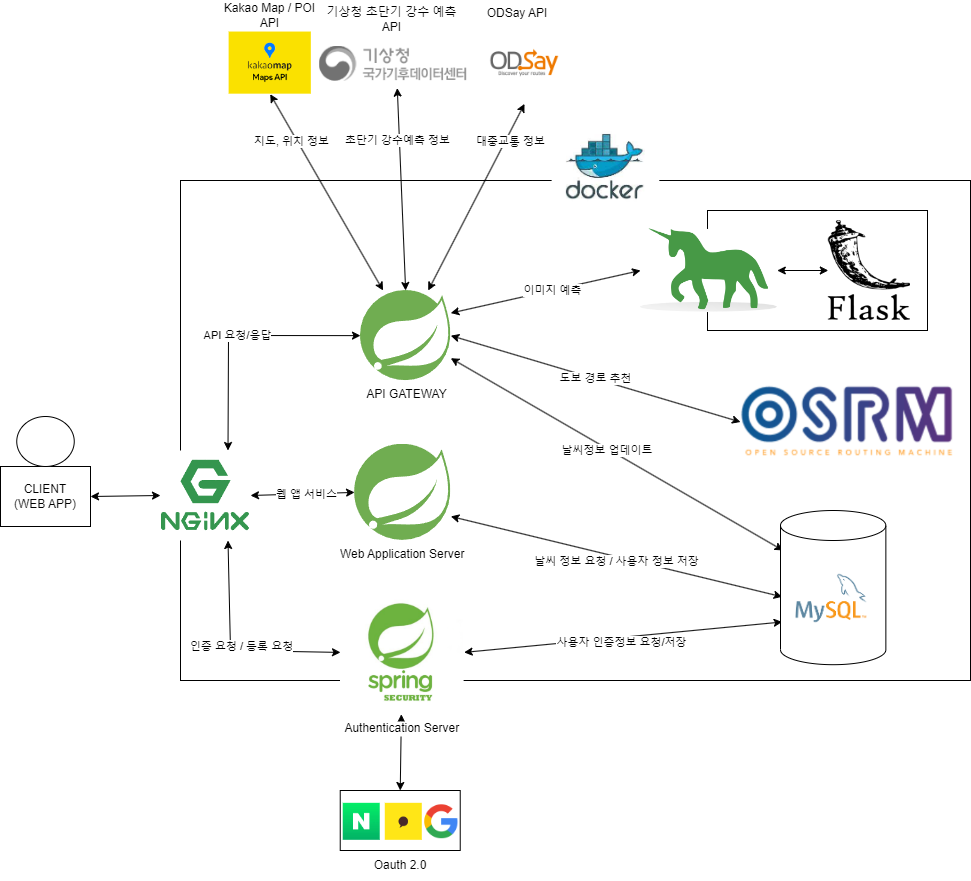 Kakao Map / POI
API
기상청 초단기 강수 예측
API
ODSay API
kakaomap
Maps API
기상청
국가기후데이터센터
ODSay
Discover your routes
지도, 위치 정보
초단기 강수예측 정보
대중교통 정보
docker
이미지 예측
Flask
API 요청/응답
API GATEWAY
도보 경로 추천
OSRM
OPEN SOURCE ROUTING MACHINE
날씨정보 업데이트
CLIENT
(WEB APP)
NGINX
웹 앱 서비스
Web Application Server
날씨 정보 요청 / 사용자 정보 저장
MySQL
인증 요청 / 등록 요청
사용자 인증정보 요청/저장
spring
SECURITY
Authentication Server
N
G
Oauth 2.0